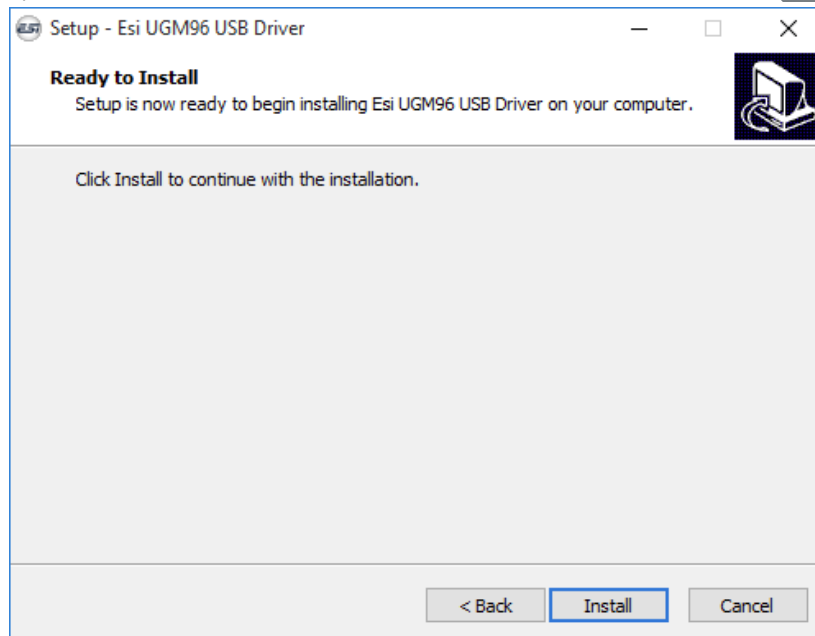 ESI Setup - Esi UGM96 USB Driver
Ready to Install
Setup is now ready to begin installing Esi UGM96 USB Driver on your computer.
Click Install to continue with the installation.
< Back Install Cancel